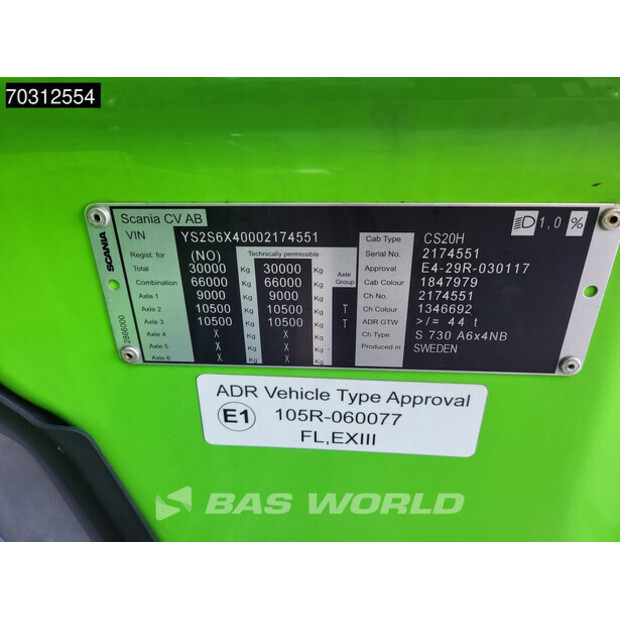 70312554
Scania CV AB
VIN YS2S6X40002174551 Cab Type CS20H 1,0 %
SCANIA
Regist. for (NO) Technically permissible Serial No. 2174551
Total 30000 Kg 30000 Kg Axle Group Approval E4-29R-030117
Combination 66000 Kg 66000 Kg Cab Colour 1847979
Axle 1 9000 Kg 9000 Kg Ch No. 2174551
Axle 2 10500 Kg 10500 Kg T Ch Colour 1346692
Axle 3 10500 Kg 10500 Kg T ADR GTW >/= 44 t
Axle 4 X Kg X Kg Ch Type S 730 A6x4NB
Axle 5 X Kg X Kg Produced in SWEDEN
Axle 6 X Kg X Kg
2866000
ADR Vehicle Type Approval
E1 105R-060077
FL,EXIII
BAS WORLD